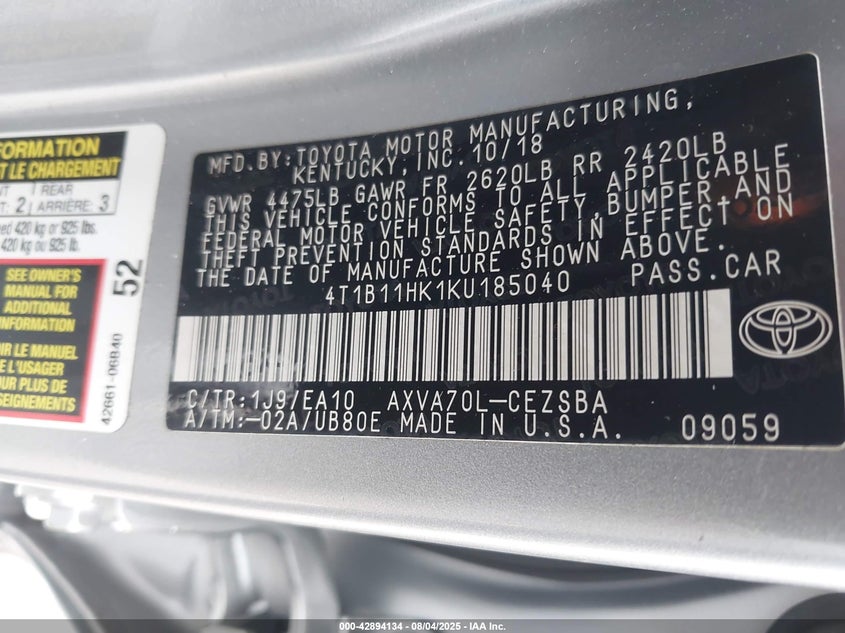 FORMATION
T LE CHARGEMENT
NT | REAR
T: 2 | ARRIÈRE: 3
ed 420 kg or 925 lbs.
420 kg ou 925 lb.
SEE OWNER'S
MANUAL FOR
ADDITIONAL
INFORMATION
IR LE MANUEL
E L'USAGER
OUR PLUS DE
SEIGNEMENTS
52
42661-06B40
MFD.BY:TOYOTA MOTOR MANUFACTURING,
KENTUCKY,INC.10/18
GVWR 4475LB GAWR FR 2620LB RR 2420LB
THIS VEHICLE CONFORMS TO ALL APPLICABLE
FEDERAL MOTOR VEHICLE SAFETY,BUMPER,AND
THEFT PREVENTION STANDARDS IN EFFECT ON
THE DATE OF MANUFACTURE SHOWN ABOVE.
4T1B11HK1KU185040 PASS.CAR
C/TR:1J9/EA10 AXVA70L-CEZSBA
A/TM:-02A/UB80E MADE IN U.S.A. 09059
000-42894134 | 08/04/2025 - IAA Inc.